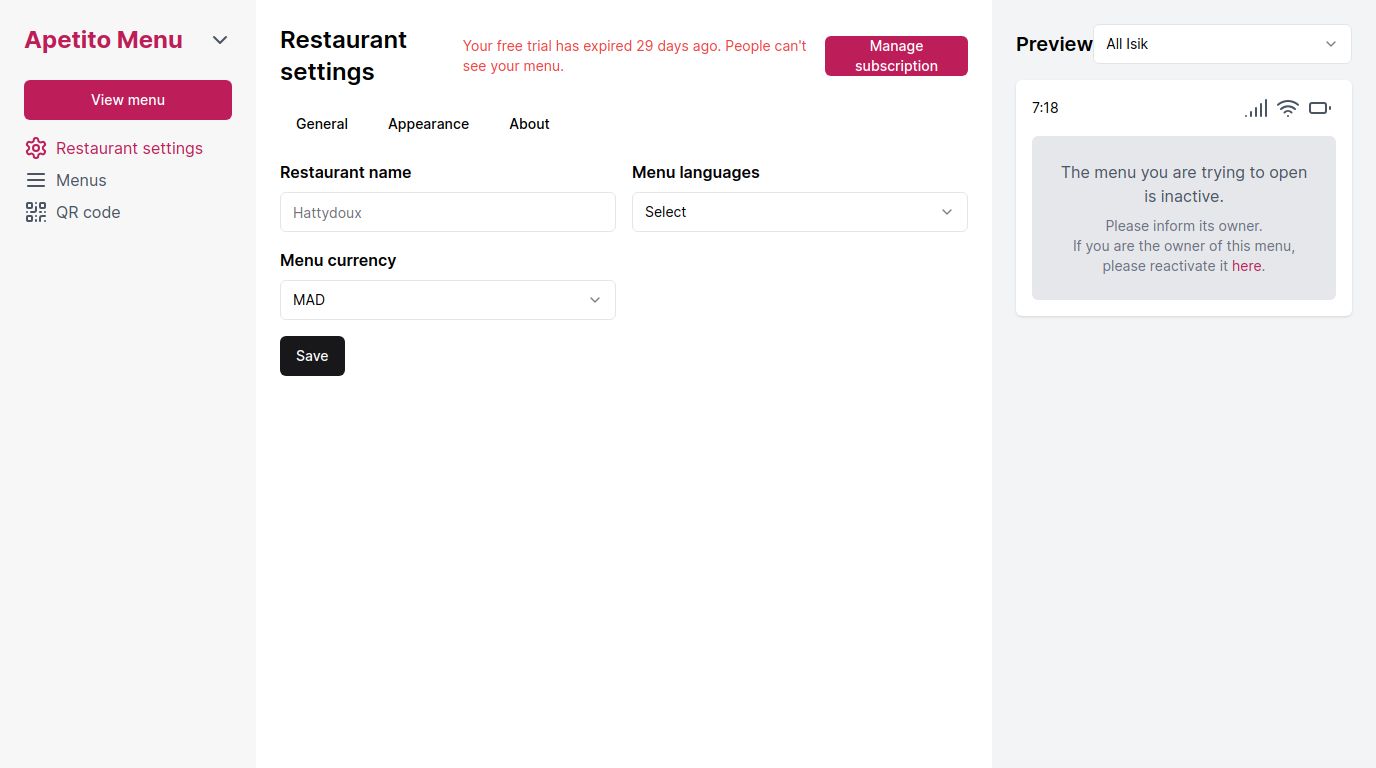 Apetito Menu
View menu
Restaurant settings
Menus
QR code
Restaurant
settings
Your free trial has expired 29 days ago. People can't
see your menu.
Manage
subscription
General
Appearance
About
Restaurant name
Hattydoux
Menu languages
Select
Menu currency
MAD
Save
Preview
All Isik
7:18
The menu you are trying to open
is inactive.
Please inform its owner.
If you are the owner of this menu,
please reactivate it here.